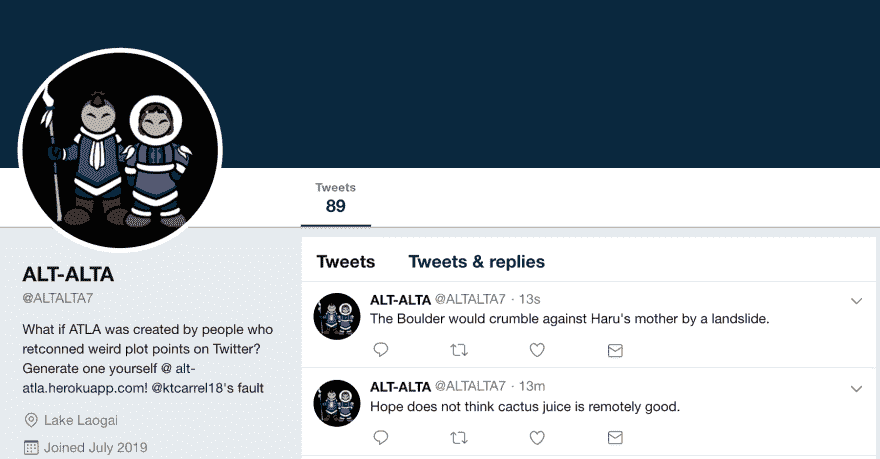 Tweets
89
ALT-ALTA
@ALTALTA7
What if ATLA was created by people who
retconned weird plot points on Twitter?
Generate one yourself @ alt-
atla.herokuapp.com! @ktcarrel18's fault
Lake Laogai
Joined July 2019
Tweets Tweets & replies
ALT-ALTA @ALTALTA7 · 13s
The Boulder would crumble against Haru's mother by a landslide.
ALT-ALTA @ALTALTA7 · 13m
Hope does not think cactus juice is remotely good.